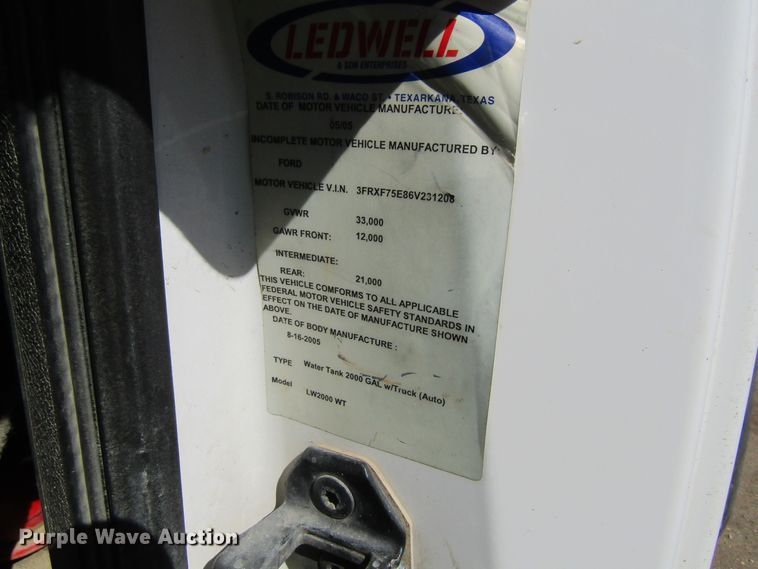 LEDWELL
& SON ENTERPRISES
S. ROBISON RD. & WACO ST. • TEXARKANA, TEXAS
DATE OF MOTOR VEHICLE MANUFACTURE:
05/05
INCOMPLETE MOTOR VEHICLE MANUFACTURED BY:
FORD
MOTOR VEHICLE V.I.N. 3FRXF75E86V231208
GVWR 33,000
GAWR FRONT: 12,000
INTERMEDIATE:
REAR: 21,000
THIS VEHICLE CONFORMS TO ALL APPLICABLE
FEDERAL MOTOR VEHICLE SAFETY STANDARDS IN
EFFECT ON THE DATE OF MANUFACTURE SHOWN
ABOVE.
DATE OF BODY MANUFACTURE :
8-16-2005
TYPE Water Tank 2000 GAL w/Truck (Auto)
Model LW2000 WT
Purple Wave Auction